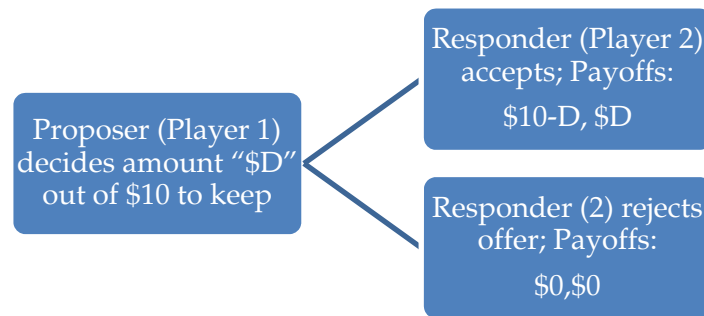 Proposer (Player 1)
decides amount “$D”
out of $10 to keep
Responder (Player 2)
accepts; Payoffs:
$10-D, $D
Responder (2) rejects
offer; Payoffs:
$0,$0